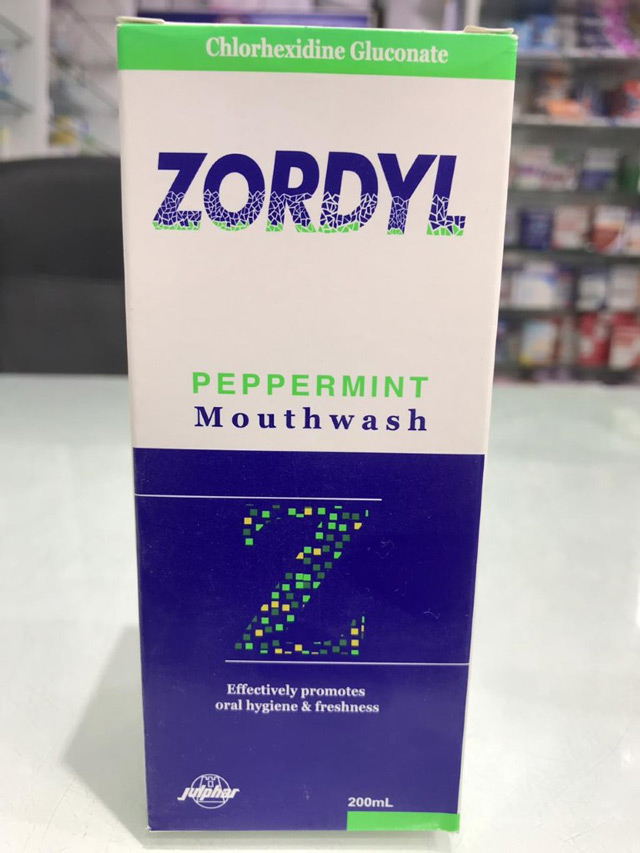 Chlorhexidine Gluconate
ZORDYL
PEPPERMINT
Mouthwash
Z
Effectively promotes
oral hygiene & freshness
julphar
200mL